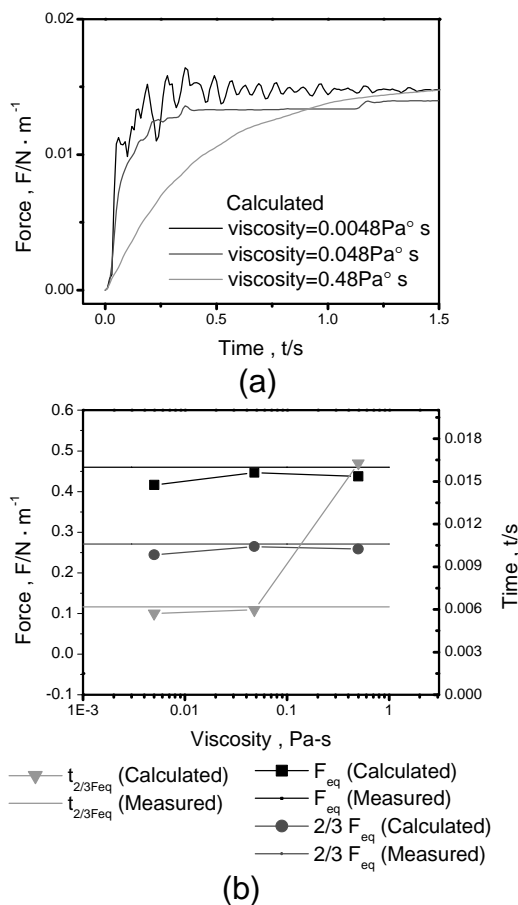 0.02
0.01
0.00
Force , F/N · m⁻¹
Calculated
viscosity=0.0048Pa° s
viscosity=0.048Pa° s
viscosity=0.48Pa° s
0.0 0.5 1.0 1.5
Time , t/s
(a)
0.6
0.5
0.4
0.3
0.2
0.1
0.0
-0.1
Force , F/N · m⁻¹
0.018
0.015
0.012
0.009
0.006
0.003
0.000
Time, t/s
1E-3 0.01 0.1 1
Viscosity , Pa-s
t2/3Feq (Calculated)
t2/3Feq (Measured)
Feq (Calculated)
Feq (Measured)
2/3 Feq (Calculated)
2/3 Feq (Measured)
(b)